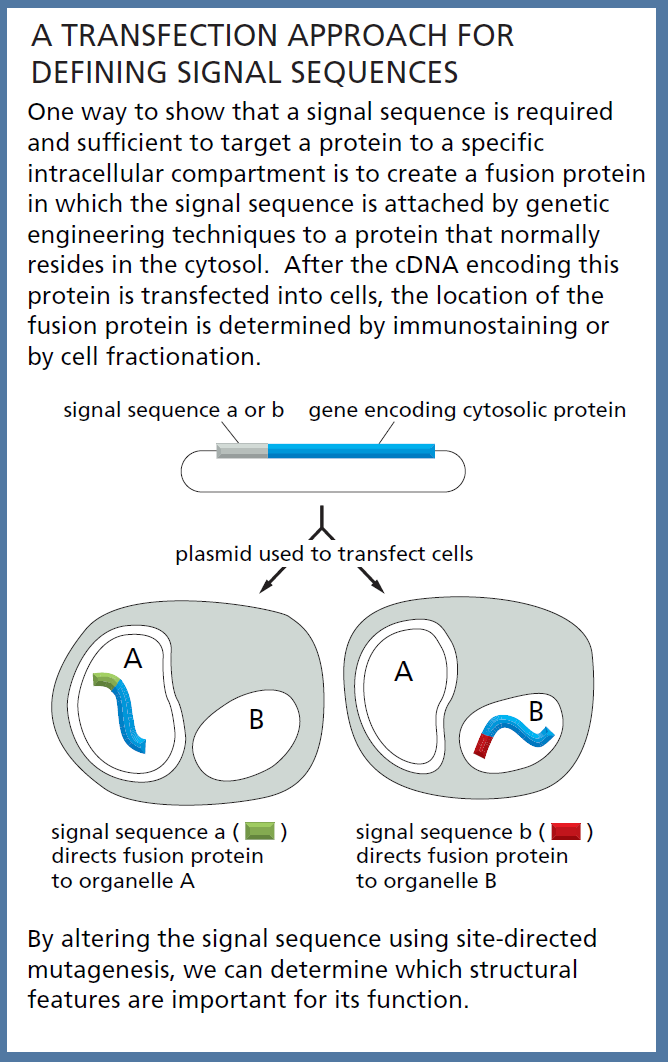 A TRANSFECTION APPROACH FOR
DEFINING SIGNAL SEQUENCES
One way to show that a signal sequence is required
and sufficient to target a protein to a specific
intracellular compartment is to create a fusion protein
in which the signal sequence is attached by genetic
engineering techniques to a protein that normally
resides in the cytosol. After the cDNA encoding this
protein is transfected into cells, the location of the
fusion protein is determined by immunostaining or
by cell fractionation.
signal sequence a or b gene encoding cytosolic protein
plasmid used to transfect cells
A
B
A
B
signal sequence a ( )
directs fusion protein
to organelle A
signal sequence b ( )
directs fusion protein
to organelle B
By altering the signal sequence using site-directed
mutagenesis, we can determine which structural
features are important for its function.